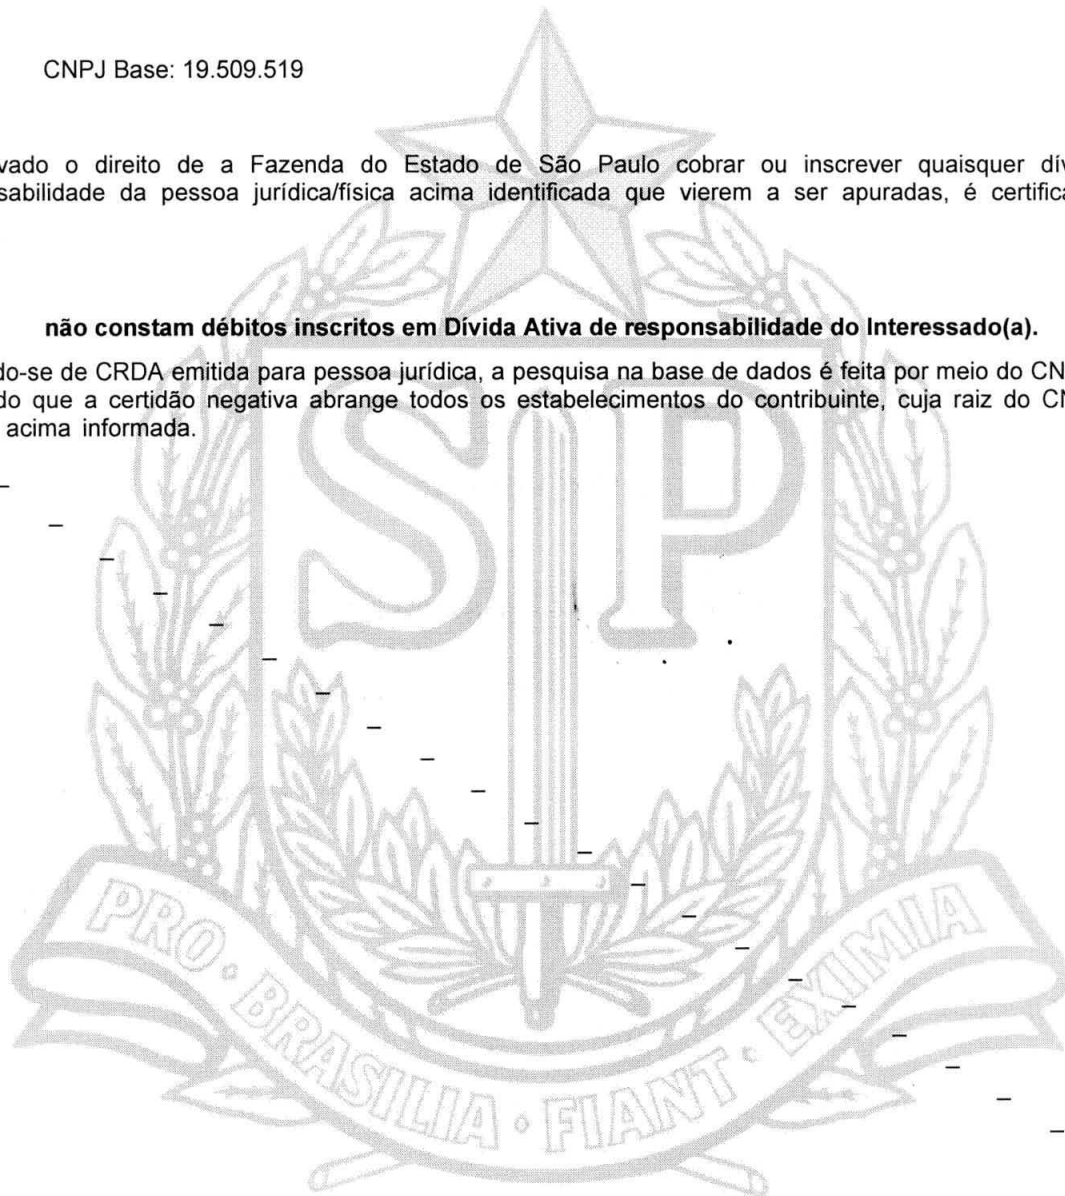 CNPJ Base: 19.509.519
vado o direito de a Fazenda do Estado de São Paulo cobrar ou inscrever quaisquer dív
sabilidade da pessoa jurídica/física acima identificada que vierem a ser apuradas, é certifica
não constam débitos inscritos em Dívida Ativa de responsabilidade do Interessado(a).
do-se de CRDA emitida para pessoa jurídica, a pesquisa na base de dados é feita por meio do CN
do que a certidão negativa abrange todos os estabelecimentos do contribuinte, cuja raiz do CN
acima informada.
SP
PRO · BRASILIA · FIANT · EXIMIA